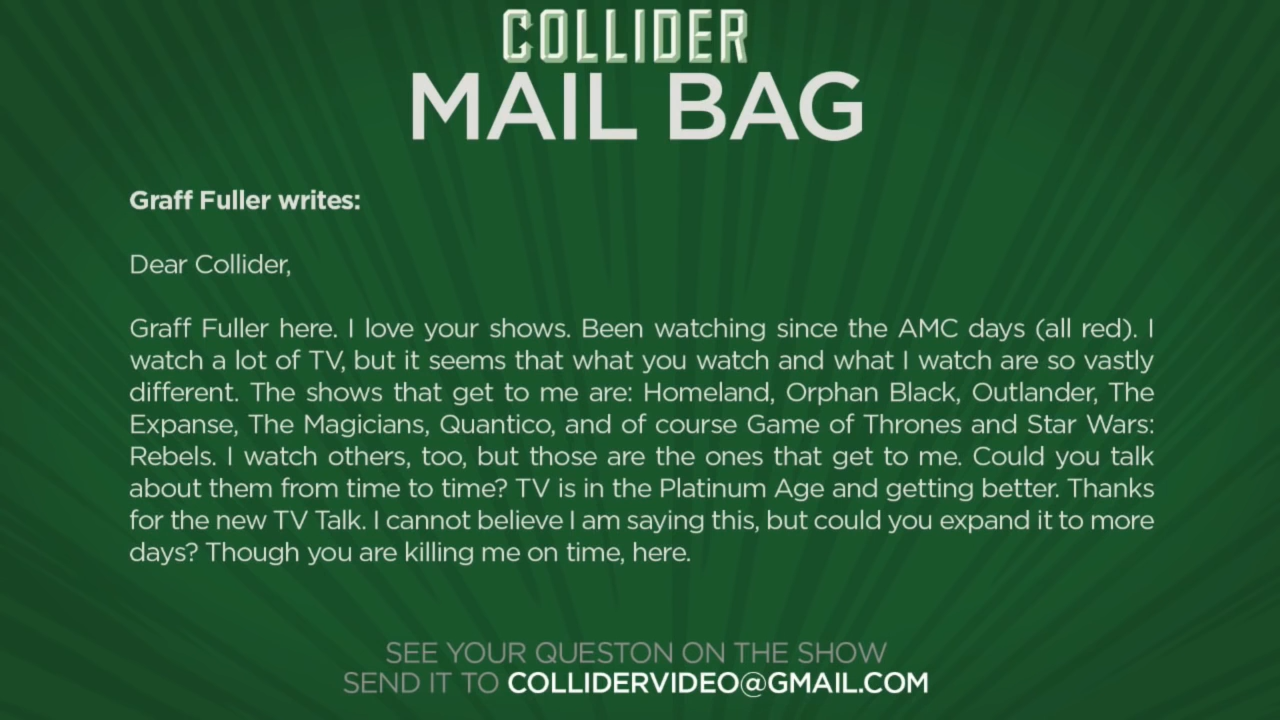 COLLIDER
MAIL BAG
Graff Fuller writes:
Dear Collider,
Graff Fuller here. I love your shows. Been watching since the AMC days (all red). I
watch a lot of TV, but it seems that what you watch and what I watch are so vastly
different. The shows that get to me are: Homeland, Orphan Black, Outlander, The
Expanse, The Magicians, Quantico, and of course Game of Thrones and Star Wars:
Rebels. I watch others, too, but those are the ones that get to me. Could you talk
about them from time to time? TV is in the Platinum Age and getting better. Thanks
for the new TV Talk. I cannot believe I am saying this, but could you expand it to more
days? Though you are killing me on time, here.
SEE YOUR QUESTON ON THE SHOW
SEND IT TO COLLIDERVIDEO@GMAIL.COM